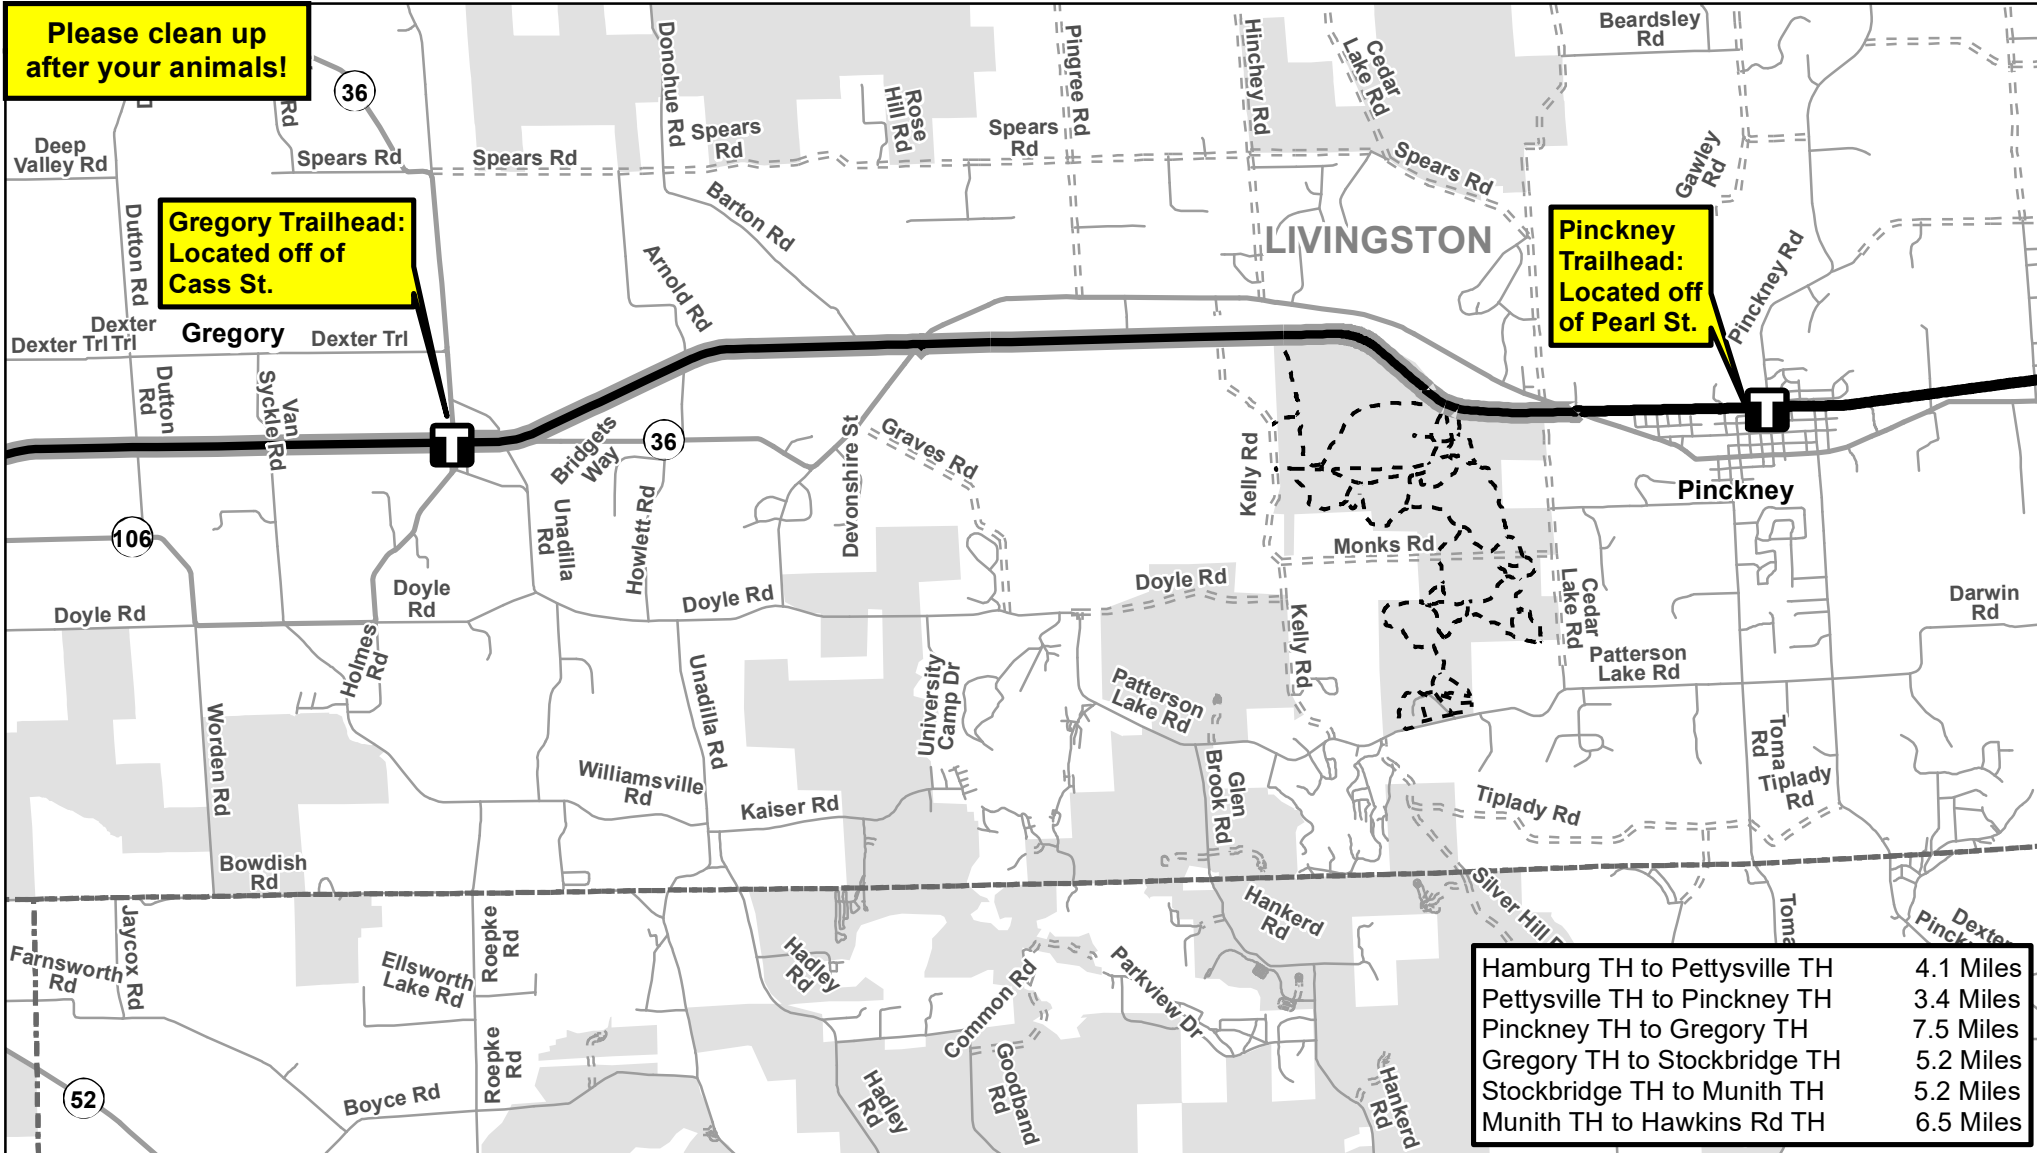 Please clean up
after your animals!
36
Rd
Donohue Rd
Pingree Rd
Hinchey Rd
Cedar
Lake Rd
Beardsley
Rd
Deep
Valley Rd
Spears Rd
Spears Rd
Spears
Rd
Rose
Hill Rd
Spears
Rd
Spears Rd
Gawley
Rd
Dutton Rd
Gregory Trailhead:
Located off of
Cass St.
Barton Rd
Arnold Rd
LIVINGSTON
Pinckney
Trailhead:
Located off
of Pearl St.
Pinckney Rd
Dexter
Trl
Dexter Trl
Gregory
Dexter Trl
Dutton
Rd
Van
Syckle Rd
T
Bridgets
Way
36
Devonshire St
Graves Rd
Kelly Rd
T
Pinckney
106
Unadilla
Rd
Howlett Rd
Monks Rd
Doyle Rd
Doyle
Rd
Doyle Rd
Doyle Rd
Cedar
Lake Rd
Darwin
Rd
Holmes
Rd
Unadilla Rd
University
Camp Dr
Patterson
Lake Rd
Kelly Rd
Patterson
Lake Rd
Worden Rd
Williamsville
Rd
Kaiser Rd
Glen
Brook Rd
Tiplady Rd
Toma
Rd
Tiplady
Rd
Bowdish
Rd
Jaycox Rd
Farnsworth
Rd
Ellsworth
Lake Rd
Roepke
Rd
Hadley
Rd
Common Rd
Parkview Dr
Hankerd
Rd
Silver Hill
Toma
Dexter
Roepke
Rd
Boyce Rd
52
Hadley
Rd
Goodband
Rd
Hankerd
Rd
Hamburg TH to Pettysville TH 4.1 Miles
Pettysville TH to Pinckney TH 3.4 Miles
Pinckney TH to Gregory TH 7.5 Miles
Gregory TH to Stockbridge TH 5.2 Miles
Stockbridge TH to Munith TH 5.2 Miles
Munith TH to Hawkins Rd TH 6.5 Miles